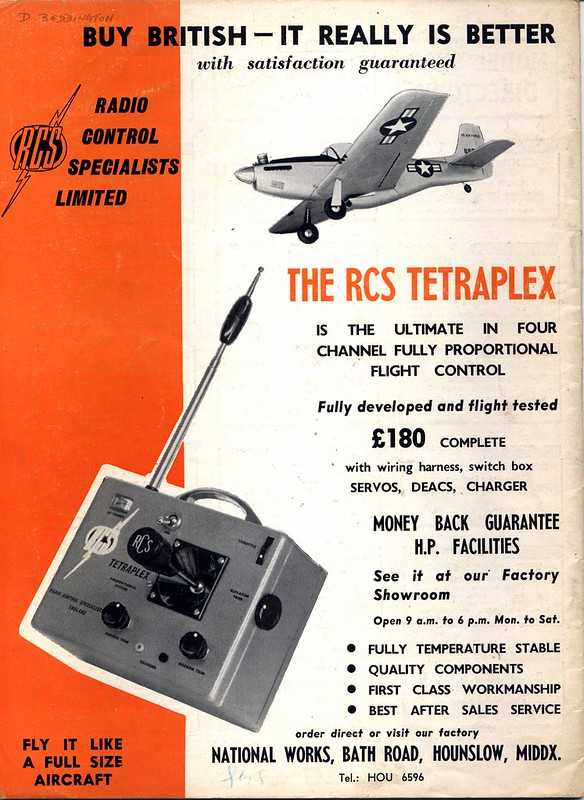 D. BEBBINGTON
BUY BRITISH — IT REALLY IS BETTER
with satisfaction guaranteed
RCS
RADIO
CONTROL
SPECIALISTS
LIMITED
THE RCS TETRAPLEX
IS THE ULTIMATE IN FOUR
CHANNEL FULLY PROPORTIONAL
FLIGHT CONTROL
Fully developed and flight tested
£180 COMPLETE
with wiring harness, switch box
SERVOS, DEACS, CHARGER
MONEY BACK GUARANTEE
H.P. FACILITIES
See it at our Factory
Showroom
Open 9 a.m. to 6 p.m. Mon. to Sat.
● FULLY TEMPERATURE STABLE
● QUALITY COMPONENTS
● FIRST CLASS WORKMANSHIP
● BEST AFTER SALES SERVICE
RCS
RCS
TETRAPLEX
order direct or visit our factory
NATIONAL WORKS, BATH ROAD, HOUNSLOW, MIDDX.
Tel.: HOU 6596
FLY IT LIKE
A FULL SIZE
AIRCRAFT